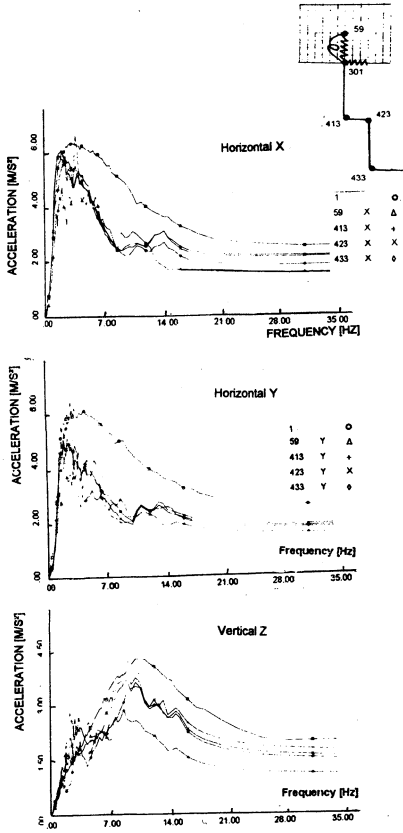 59
301
413
423
433
Horizontal X
ACCELERATION [M/S²]
6.00
4.00
2.00
.00
1 O
59 X Δ
413 X +
423 X X
433 X ◊
.00 7.00 14.00 21.00 28.00 35.00
FREQUENCY [HZ]
Horizontal Y
ACCELERATION [M/S²]
6.00
4.00
2.00
.00
1 O
59 Y Δ
413 Y +
423 Y X
433 Y ◊
Frequency [Hz]
.00 7.00 14.00 21.00 28.00 35.00
Vertical Z
ACCELERATION [M/S²]
4.50
1.50
Frequency [Hz]
.00 7.00 14.00 21.00 28.00 35.00